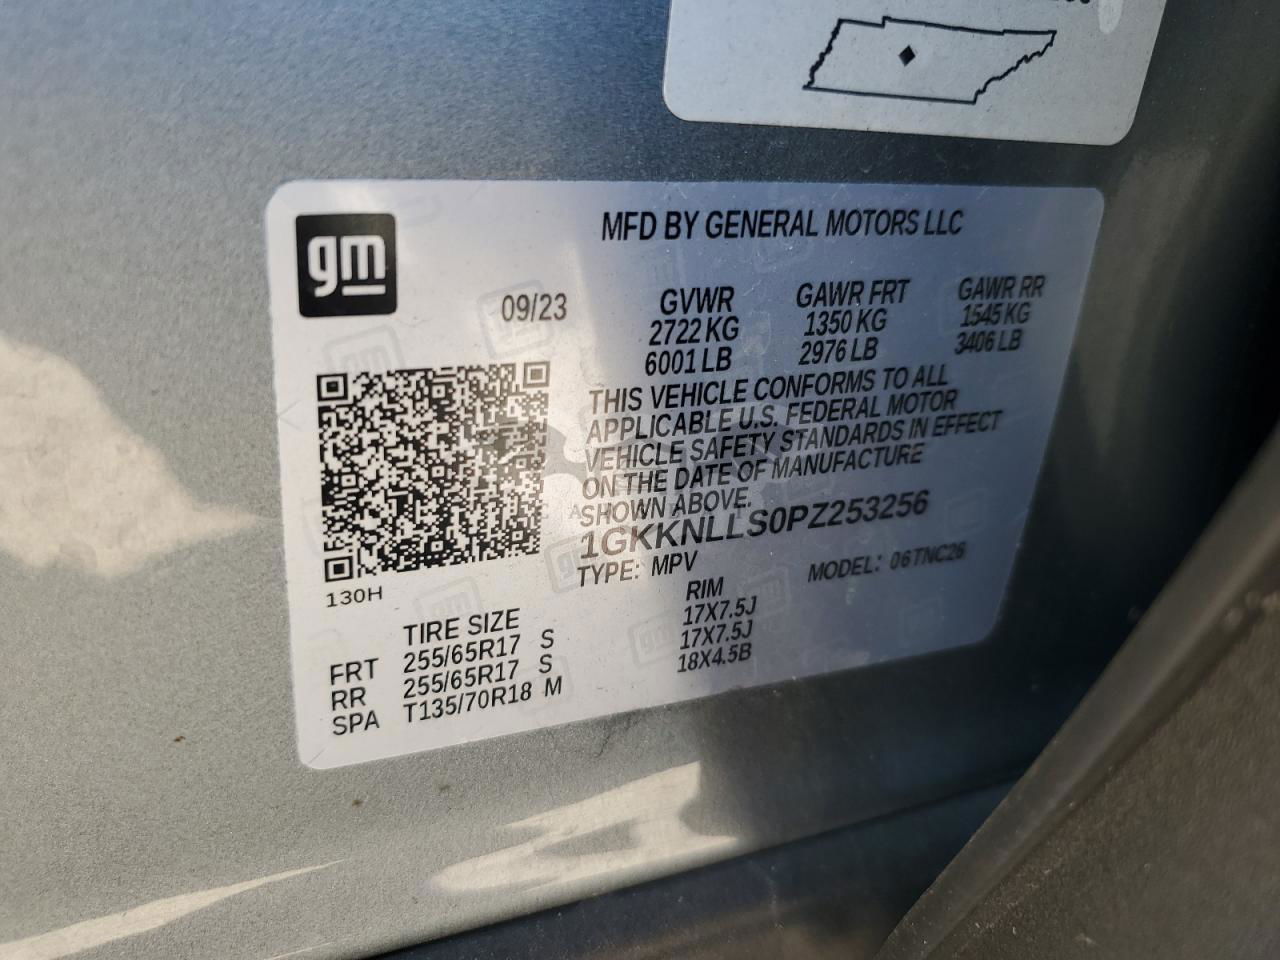 gm
MFD BY GENERAL MOTORS LLC
09/23
GVWR GAWR FRT GAWR RR
2722 KG 1350 KG 1545 KG
6001 LB 2976 LB 3406 LB
THIS VEHICLE CONFORMS TO ALL
APPLICABLE U.S. FEDERAL MOTOR
VEHICLE SAFETY STANDARDS IN EFFECT
ON THE DATE OF MANUFACTURE
SHOWN ABOVE.
1GKKNLLS0PZ253256
TYPE: MPV MODEL: 06TNC26
130H
TIRE SIZE RIM
FRT 255/65R17 S 17X7.5J
RR 255/65R17 S 17X7.5J
SPA T135/70R18 M 18X4.5B